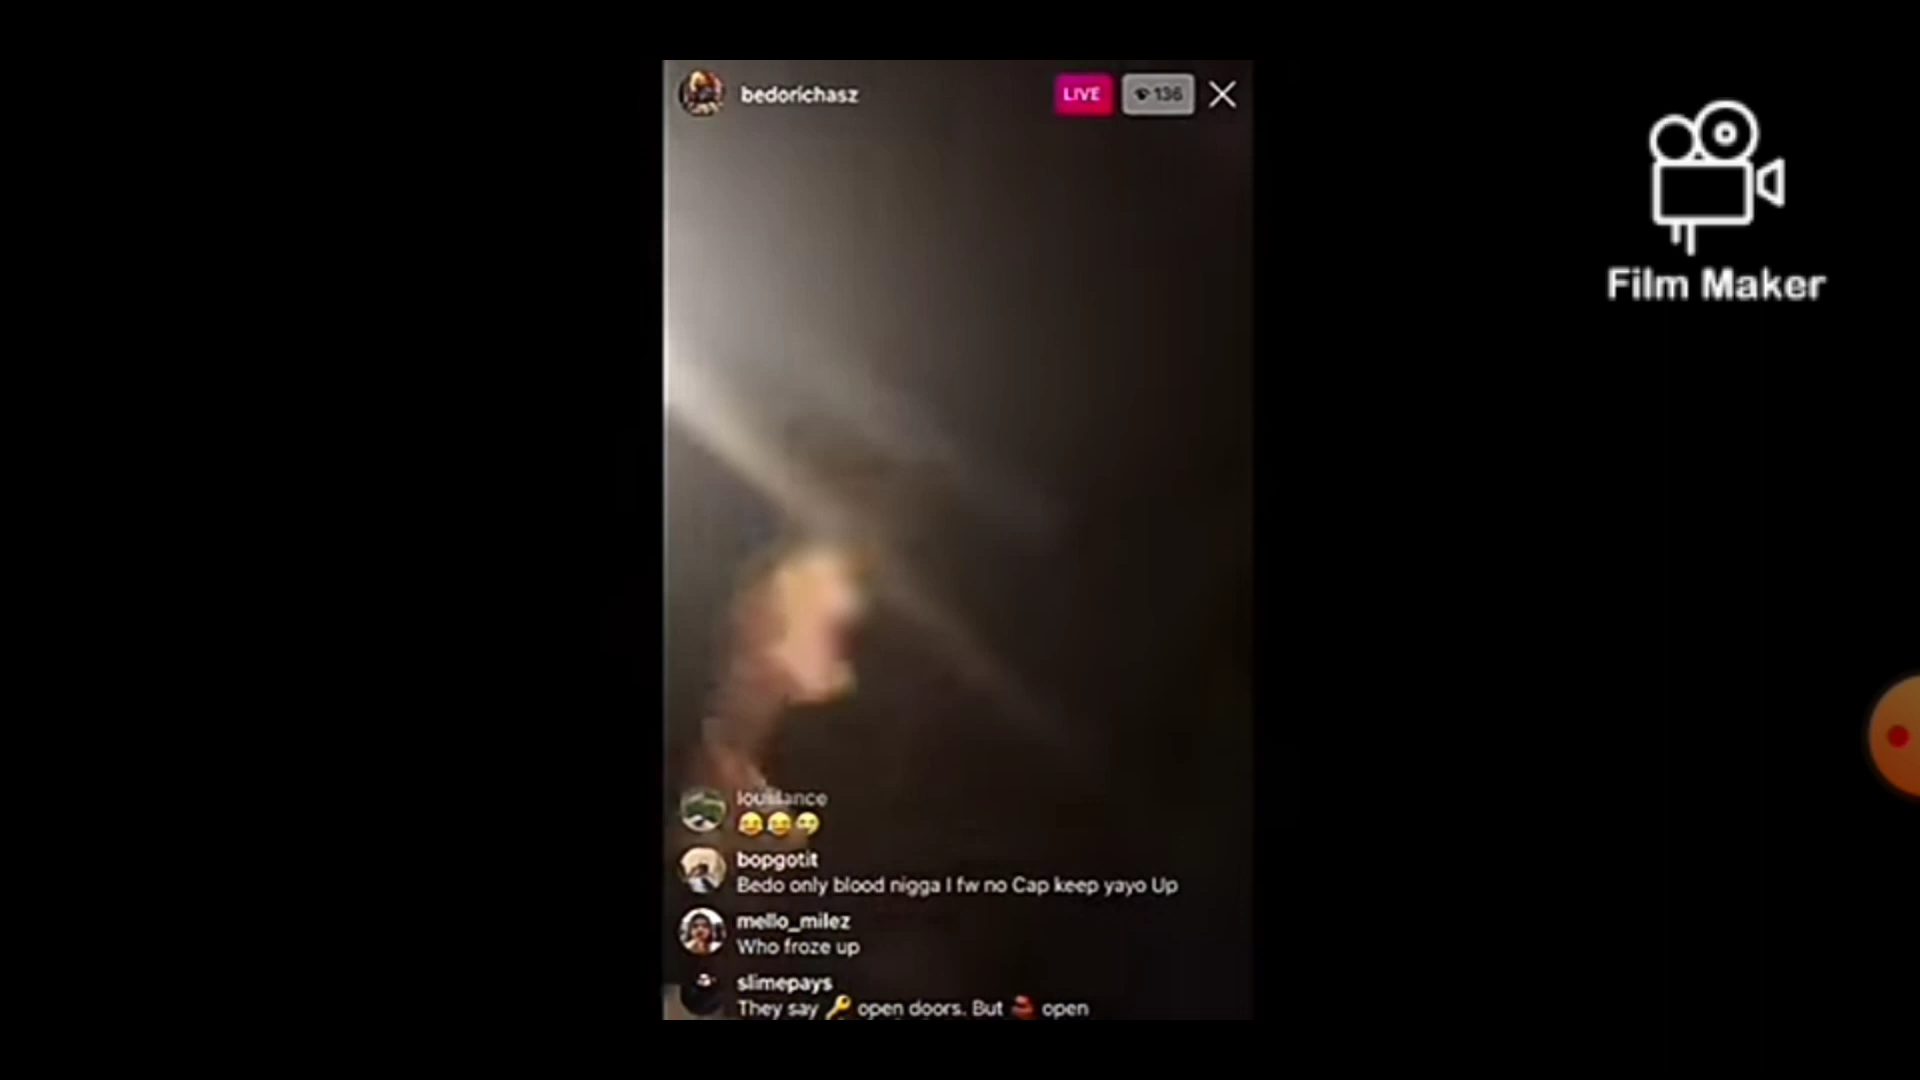 bedorichasz
LIVE
136
Film Maker
louiiance
😂😂🤧
bopgotit
Bedo only blood nigga I fw no Cap keep yayo Up
mello_milez
Who froze up
slimepays
They say 🔑 open doors. But open